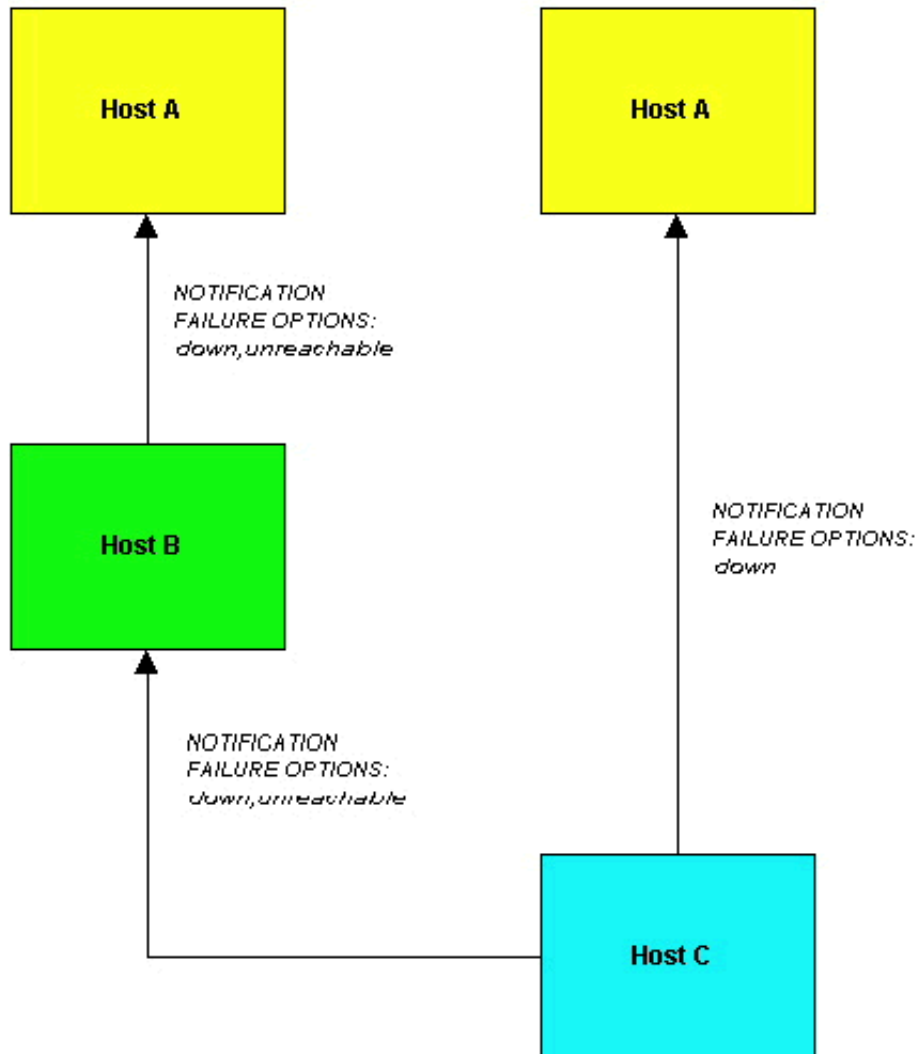 Host A
Host A
NOTIFICATION
FAILURE OPTIONS:
down,unreachable
Host B
NOTIFICATION
FAILURE OPTIONS:
down
NOTIFICATION
FAILURE OPTIONS:
down,unreachable
Host C